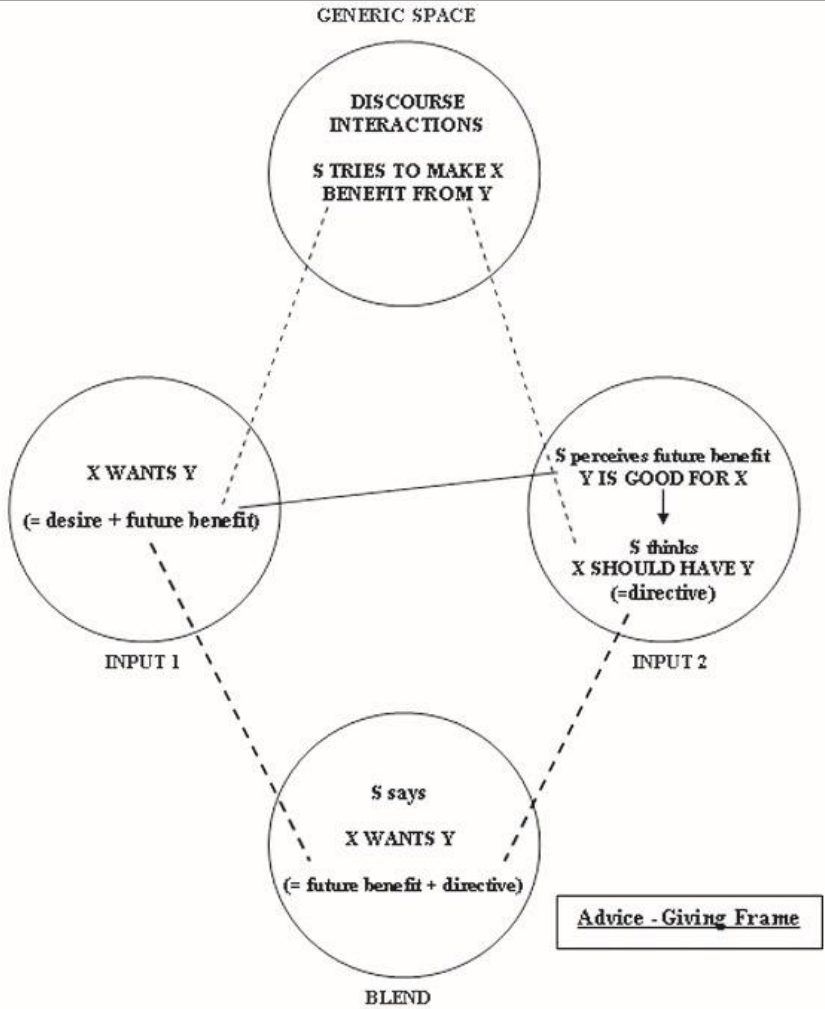 GENERIC SPACE
DISCOURSE
INTERACTIONS
S TRIES TO MAKE X
BENEFIT FROM Y
X WANTS Y
(= desire + future benefit)
INPUT 1
S perceives future benefit
Y IS GOOD FOR X
S thinks
X SHOULD HAVE Y
(=directive)
INPUT 2
S says
X WANTS Y
(= future benefit + directive)
BLEND
Advice - Giving Frame